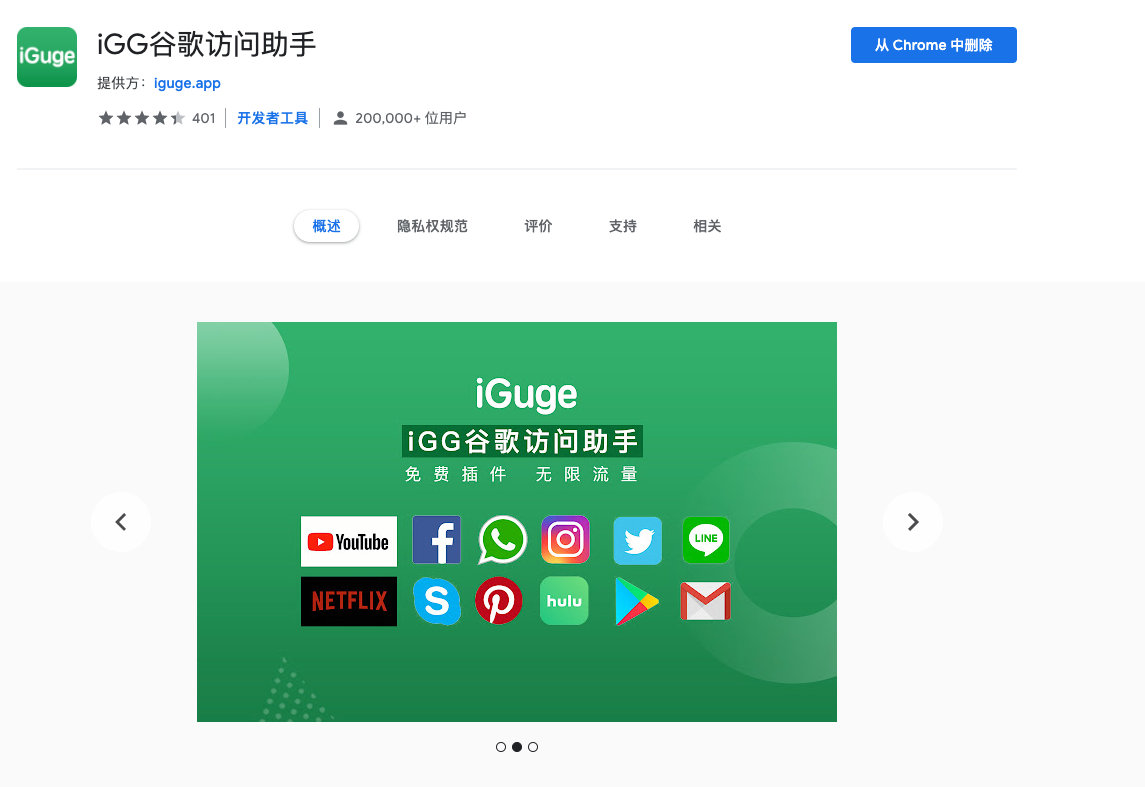 iGuge
iGG谷歌访问助手
从 Chrome 中删除
提供方： iguge.app
401
开发者工具
200,000+ 位用户
概述
隐私权规范
评价
支持
相关
iGuge
iGG谷歌访问助手
免费插件 无限流量
YouTube
LINE
NETFLIX
hulu